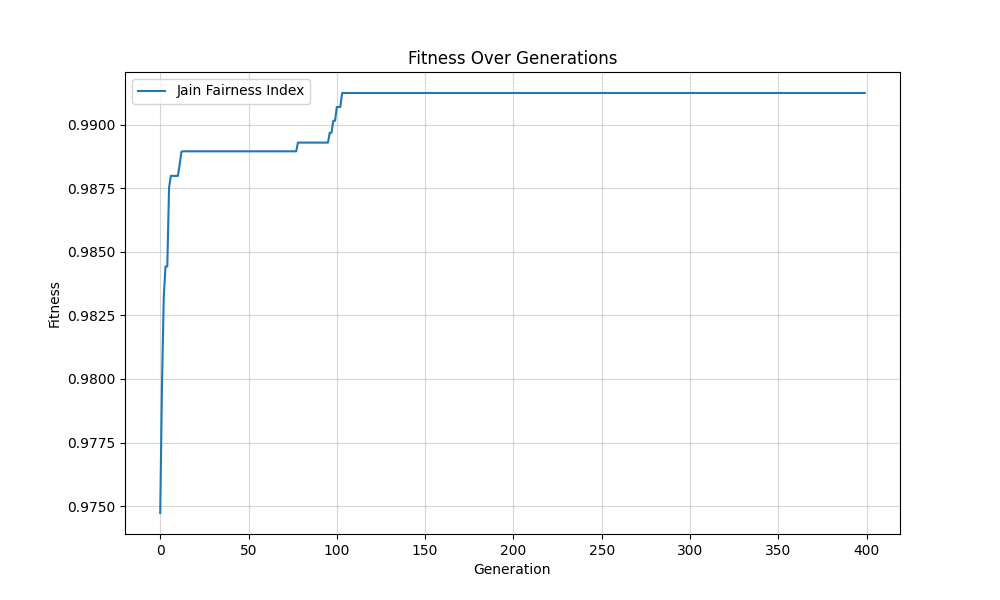 Fitness Over Generations
Jain Fairness Index
0.9900
0.9875
0.9850
0.9825
0.9800
0.9775
0.9750
Fitness
0 50 100 150 200 250 300 350 400
Generation